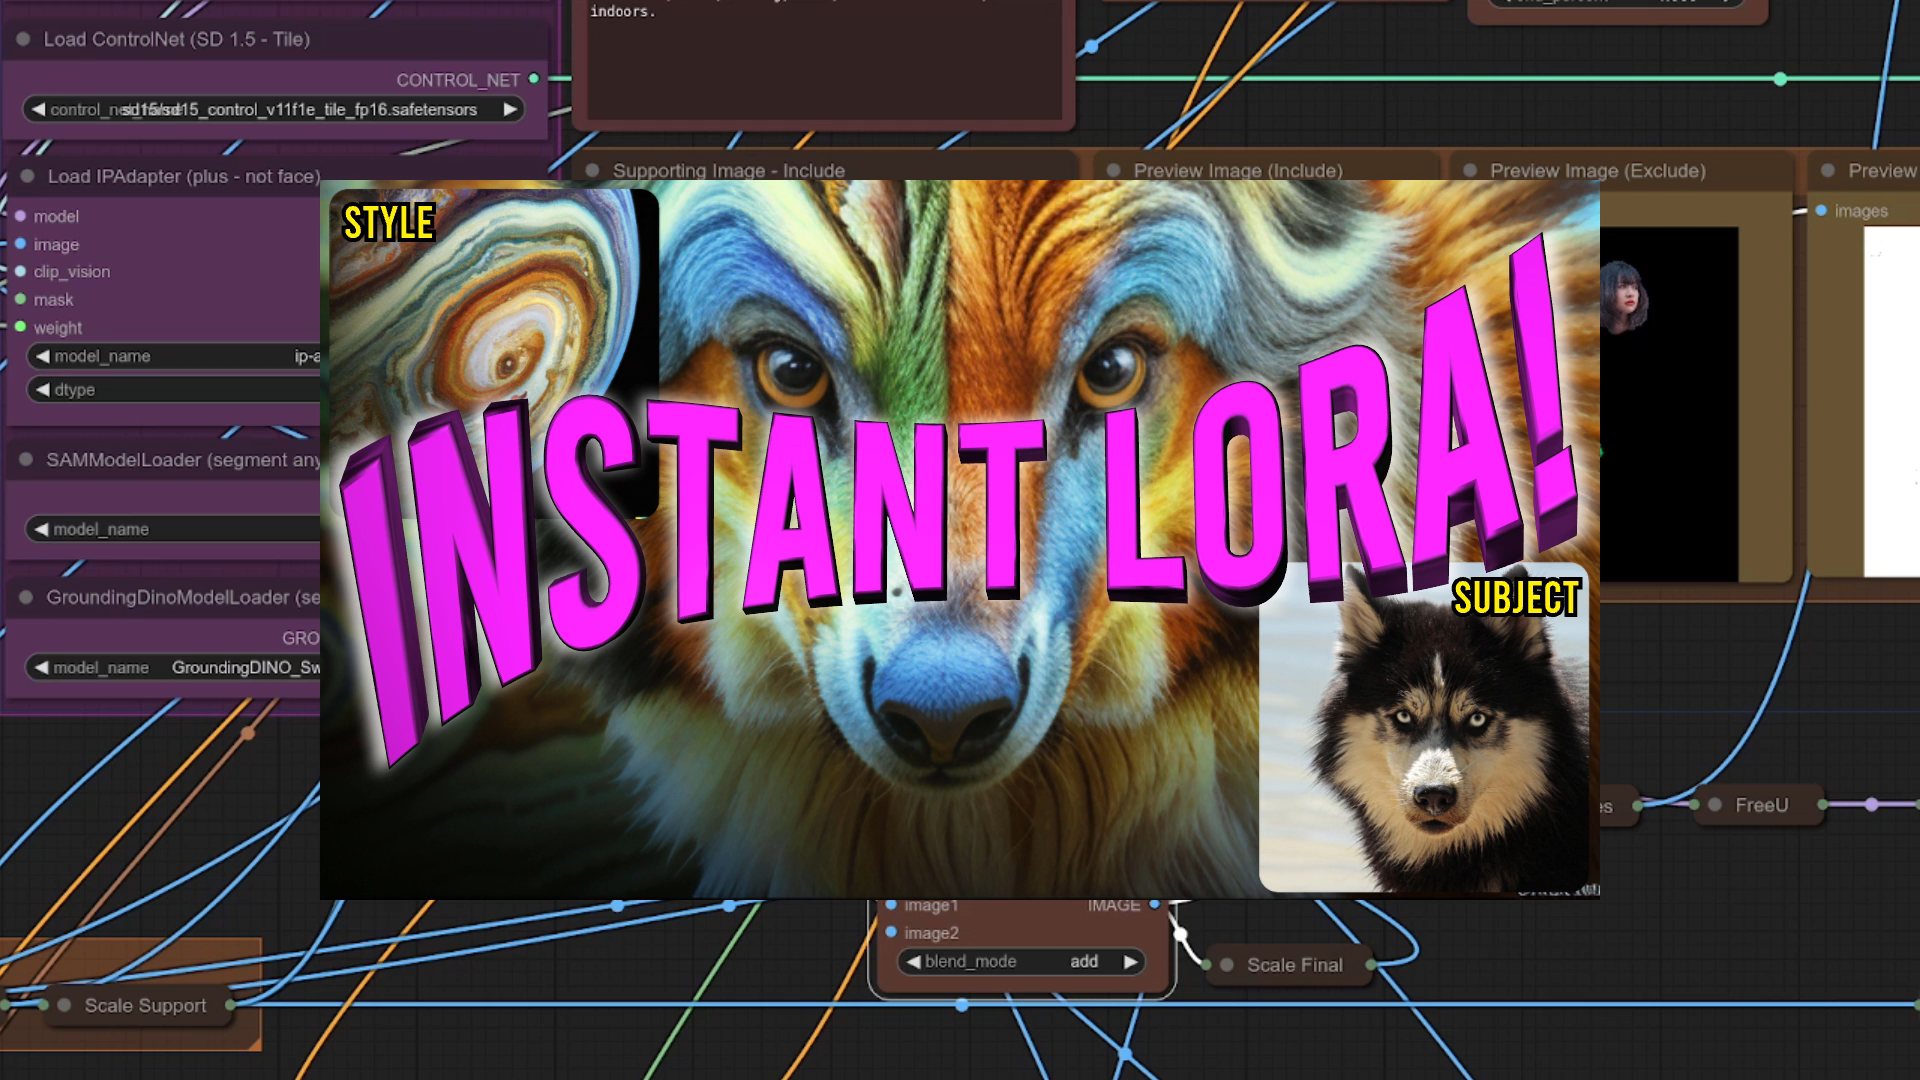 indoors.
Load ControlNet (SD 1.5 - Tile)
CONTROL_NET
sd15/sd15_control_v11f1e_tile_fp16.safetensors
Load IPAdapter (plus - not face)
Supporting Image - Include
Preview Image (Include)
Preview Image (Exclude)
Preview
model
image
clip_vision
mask
weight
images
model_name ip-a
dtype
SAMModelLoader (segment any
model_name
GroundingDinoModelLoader (se
GRO
model_name GroundingDINO_Sw
STYLE
INSTANT LORA!
SUBJECT
FreeU
image1 IMAGE
image2
blend_mode add
Scale Final
Scale Support